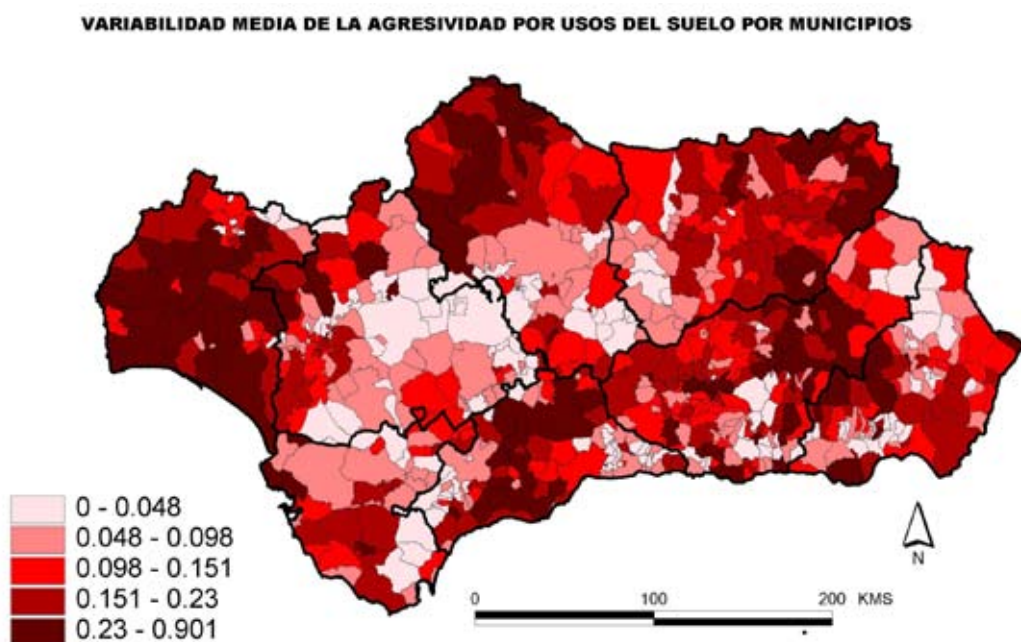 VARIABILIDAD MEDIA DE LA AGRESIVIDAD POR USOS DEL SUELO POR MUNICIPIOS
0 - 0.048
0.048 - 0.098
0.098 - 0.151
0.151 - 0.23
0.23 - 0.901
N
0 100 200 KMS